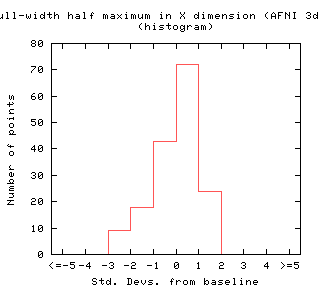 ull-width half maximum in X dimension (AFNI 3d
(histogram)
80
70
60
50
40
30
20
10
0
Number of points
<=-5 -4 -3 -2 -1 0 1 2 3 4 >=5
Std. Devs. from baseline